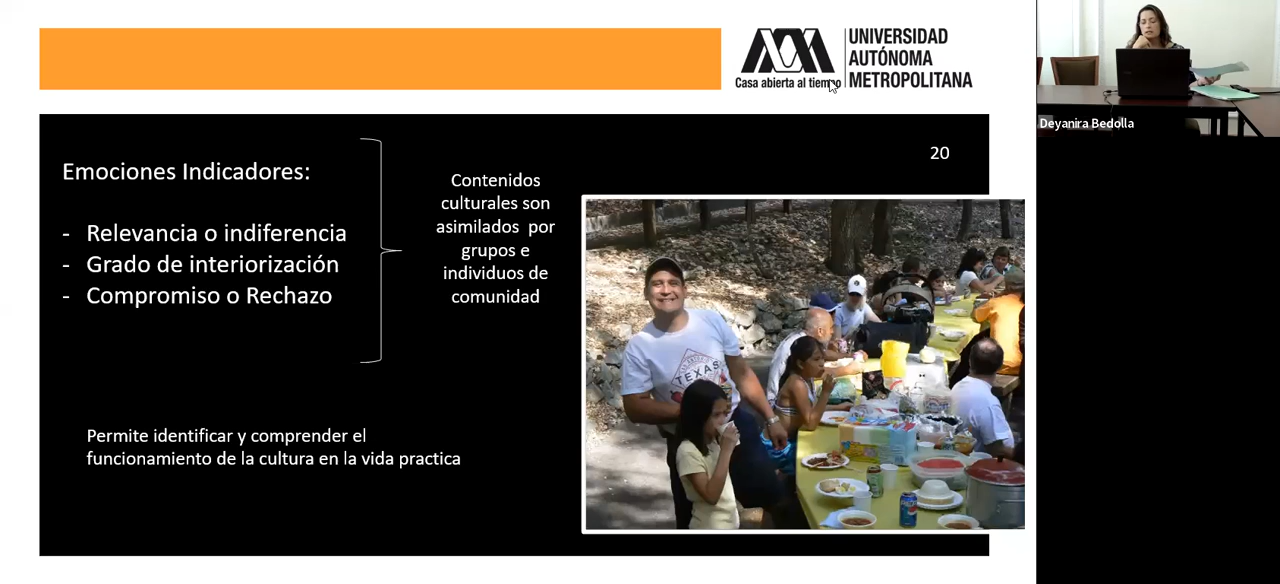 Casa abierta al tiempo
UNIVERSIDAD
AUTÓNOMA
METROPOLITANA
Deyanira Bedolla
20
Emociones Indicadores:
- Relevancia o indiferencia
- Grado de interiorización
- Compromiso o Rechazo
Contenidos
culturales son
asimilados por
grupos e
individuos de
comunidad
TEXAS
Permite identificar y comprender el
funcionamiento de la cultura en la vida practica